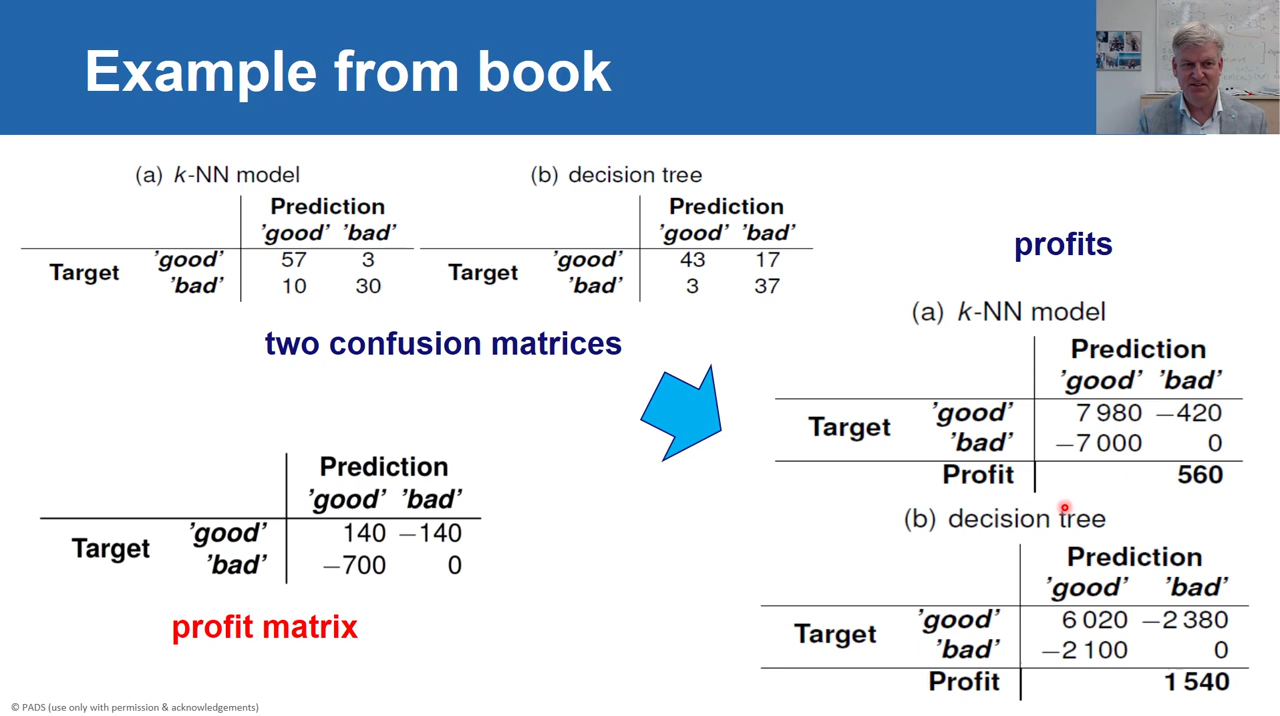 Example from book
(a) k-NN model
Prediction
'good' 'bad'
Target 'good' 57 3
'bad' 10 30
(b) decision tree
Prediction
'good' 'bad'
Target 'good' 43 17
'bad' 3 37
two confusion matrices
Prediction
'good' 'bad'
Target 'good' 140 −140
'bad' −700 0
profit matrix
profits
(a) k-NN model
Prediction
'good' 'bad'
Target 'good' 7 980 −420
'bad' −7 000 0
Profit 560
(b) decision tree
Prediction
'good' 'bad'
Target 'good' 6 020 −2 380
'bad' −2 100 0
Profit 1 540
© PADS (use only with permission & acknowledgements)